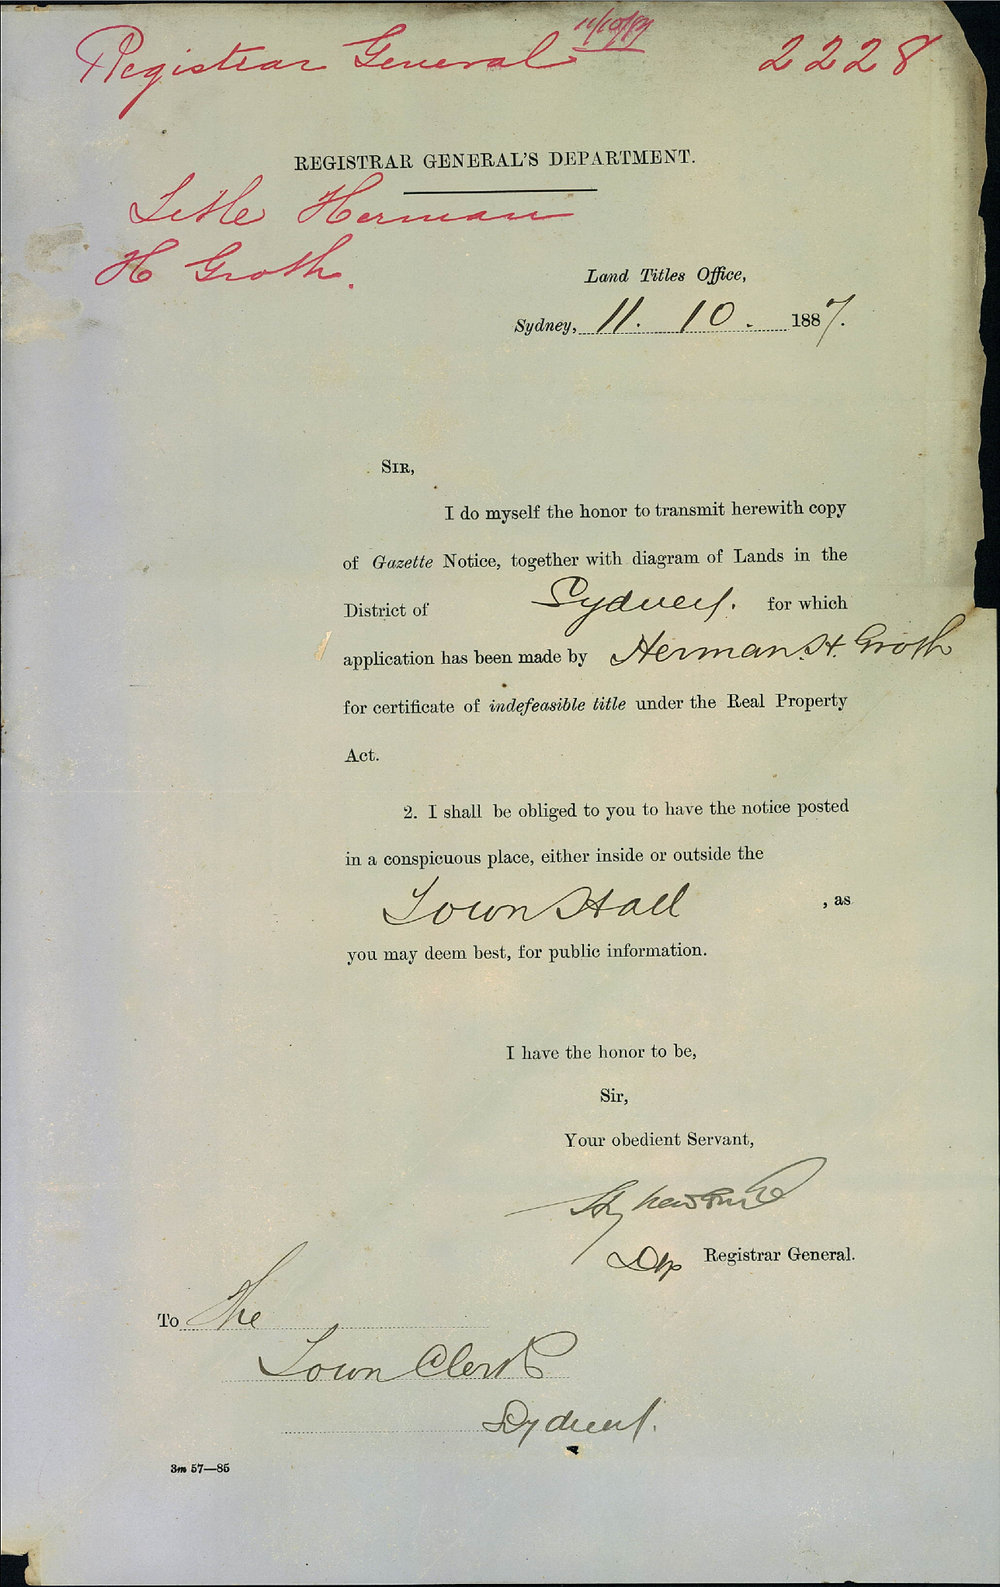 Registrar General 11/10/87 2228
REGISTRAR GENERAL'S DEPARTMENT.
Title Herman
H Groth.
Land Titles Office,
Sydney, 11. 10. 1887.
SIR,
I do myself the honor to transmit herewith copy
of Gazette Notice, together with diagram of Lands in the
District of Sydney. for which
application has been made by Herman. H. Groth
for certificate of indefeasible title under the Real Property
Act.
2. I shall be obliged to you to have the notice posted
in a conspicuous place, either inside or outside the
Town Hall , as
you may deem best, for public information.
I have the honor to be,
Sir,
Your obedient Servant,
Dep Registrar General.
To The
Town Clerk
Sydney.
3m 57—85